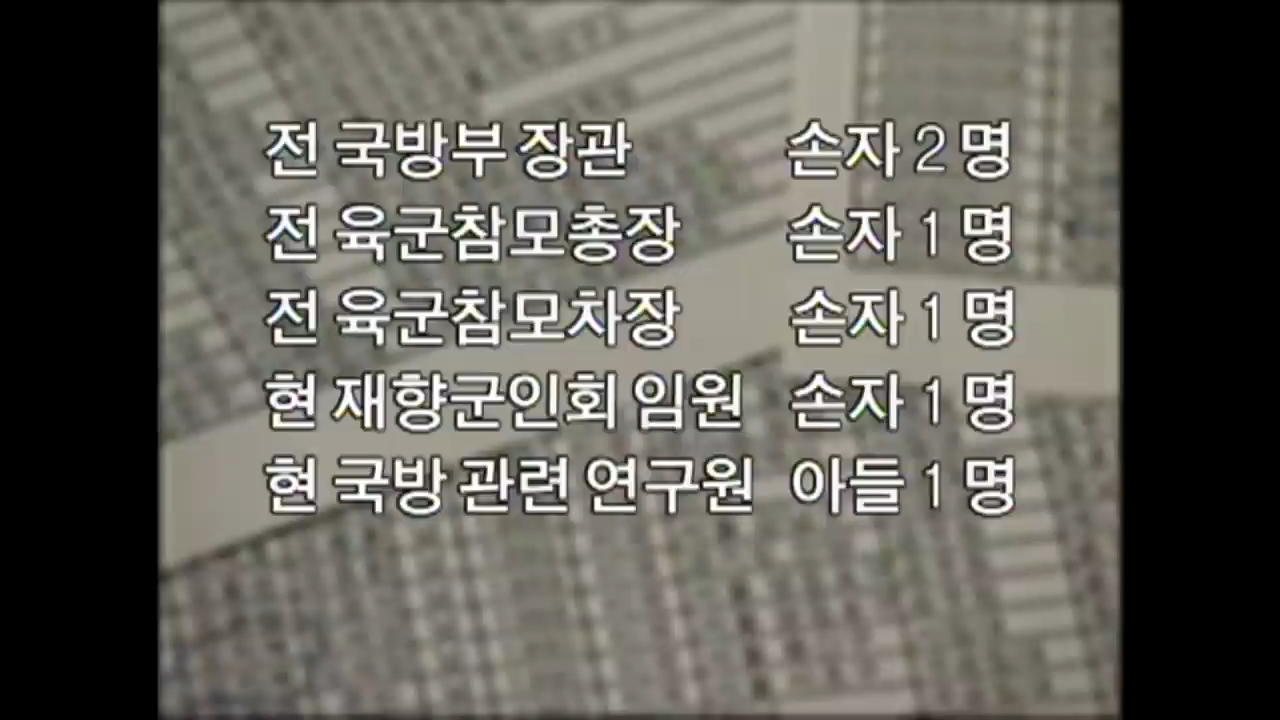 전 국방부 장관 손자 2 명
전 육군참모총장 손자 1 명
전 육군참모차장 손자 1 명
현 재향군인회 임원 손자 1 명
현 국방 관련 연구원 아들 1 명